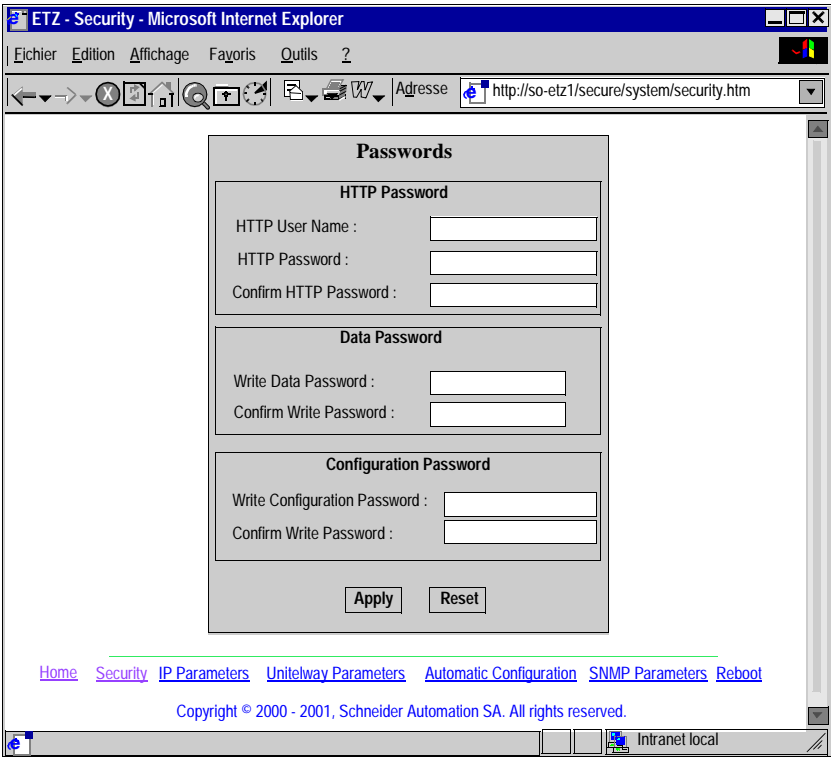 ETZ - Security - Microsoft Internet Explorer
Fichier Edition Affichage Favoris Outils ?
Adresse http://so-etz1/secure/system/security.htm
Passwords
HTTP Password
HTTP User Name :
HTTP Password :
Confirm HTTP Password :
Data Password
Write Data Password :
Confirm Write Password :
Configuration Password
Write Configuration Password :
Confirm Write Password :
Apply Reset
Home Security IP Parameters Unitelway Parameters Automatic Configuration SNMP Parameters Reboot
Copyright © 2000 - 2001, Schneider Automation SA. All rights reserved.
Intranet local